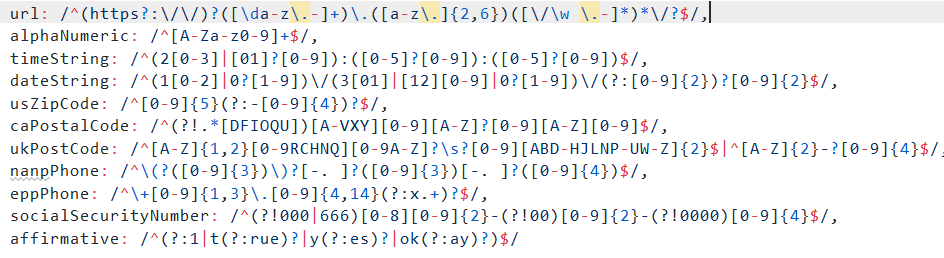 url: /^(https?:\/\/)?([\da-z\.-]+)\.([a-z\.]{2,6})([\/\w \.-]*)*\/?$/,
alphaNumeric: /^[A-Za-z0-9]+$/,
timeString: /^(2[0-3]|[01]?[0-9]):([0-5]?[0-9]):([0-5]?[0-9])$/,
dateString: /^(1[0-2]|0?[1-9])\/(3[01]|[12][0-9]|0?[1-9])\/(?:[0-9]{2})?[0-9]{2}$/,
usZipCode: /^[0-9]{5}(?:-[0-9]{4})?$/,
caPostalCode: /^(?!.*[DFIOQU])[A-VXY][0-9][A-Z]?[0-9][A-Z][0-9]$/,
ukPostCode: /^[A-Z]{1,2}[0-9RCHNQ][0-9A-Z]?\s?[0-9][ABD-HJLNP-UW-Z]{2}$|^[A-Z]{2}-?[0-9]{4}$/,
nanpPhone: /^\(?([0-9]{3})\)?[-. ]?([0-9]{3})[-. ]?([0-9]{4})$/,
eppPhone: /^\+[0-9]{1,3}\.[0-9]{4,14}(?:x.+)?$/,
socialSecurityNumber: /^(?!000|666)[0-8][0-9]{2}-(?!00)[0-9]{2}-(?!0000)[0-9]{4}$/,
affirmative: /^(?:1|t(?:rue)?|y(?:es)?|ok(?:ay)?)$/